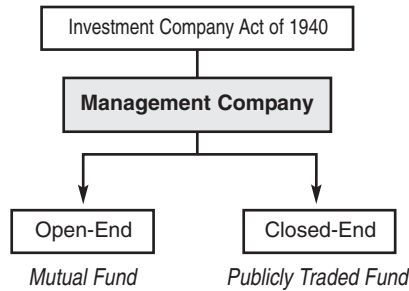 Investment Company Act of 1940
Management Company
Open-End
Closed-End
Mutual Fund
Publicly Traded Fund